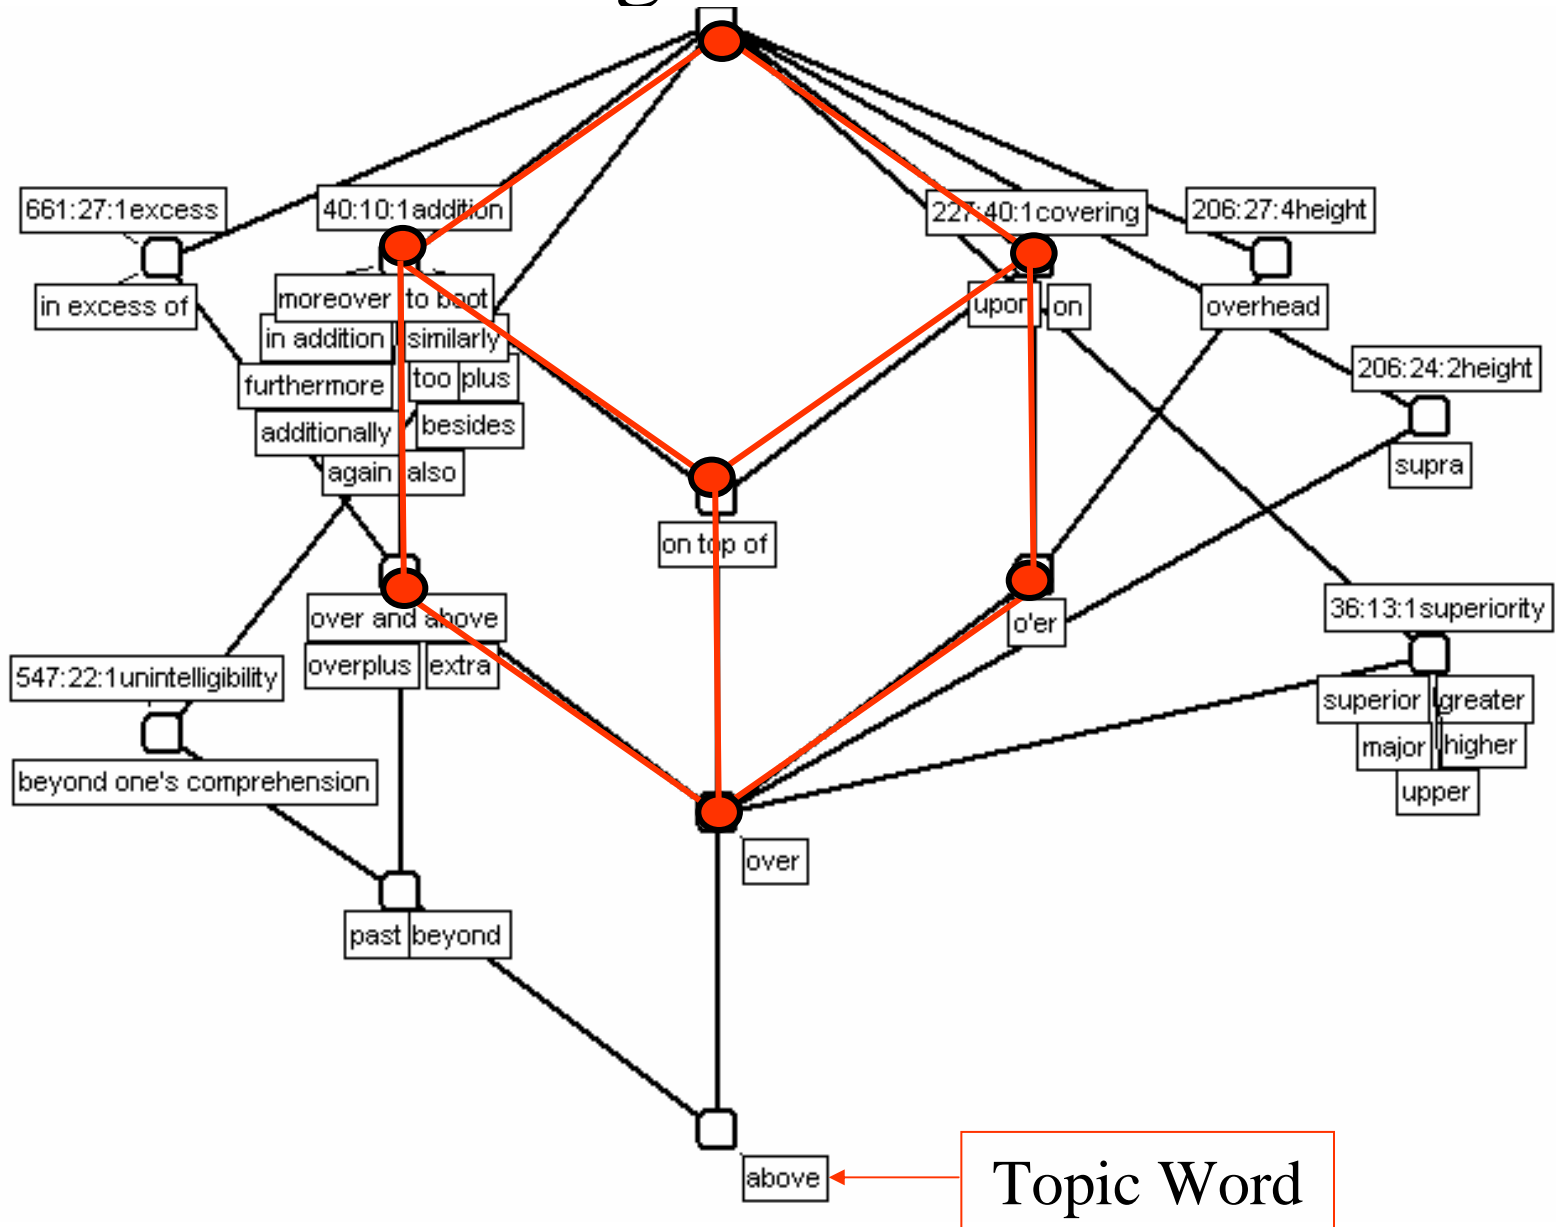 661:27:1excess
40:10:1addition
227:40:1covering
206:27:4height
in excess of
moreover to boot
upon on
overhead
in addition similarly
furthermore too plus
206:24:2height
additionally besides
again also
supra
on top of
over and above
o'er
36:13:1superiority
overplus extra
547:22:1unintelligibility
superior greater
major higher
beyond one's comprehension
upper
over
past beyond
above
Topic Word